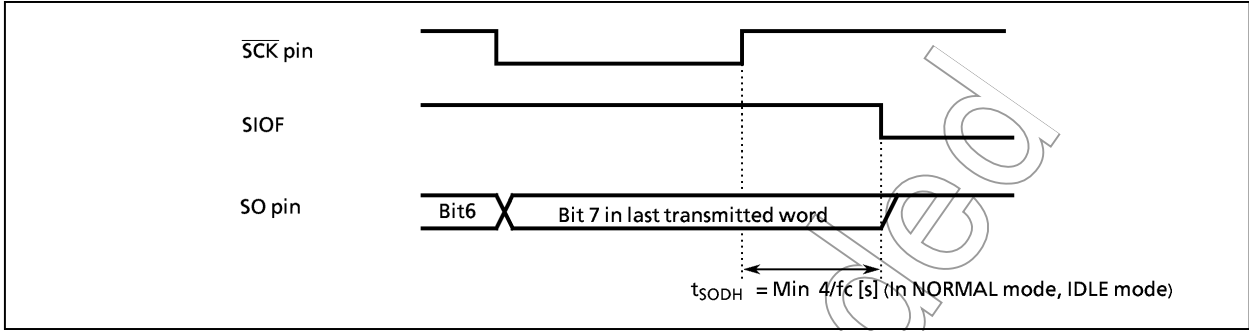 SCK pin
SIOF
SO pin
Bit6
Bit 7 in last transmitted word
tSODH = Min 4/fc [s] (In NORMAL mode, IDLE mode)
ded